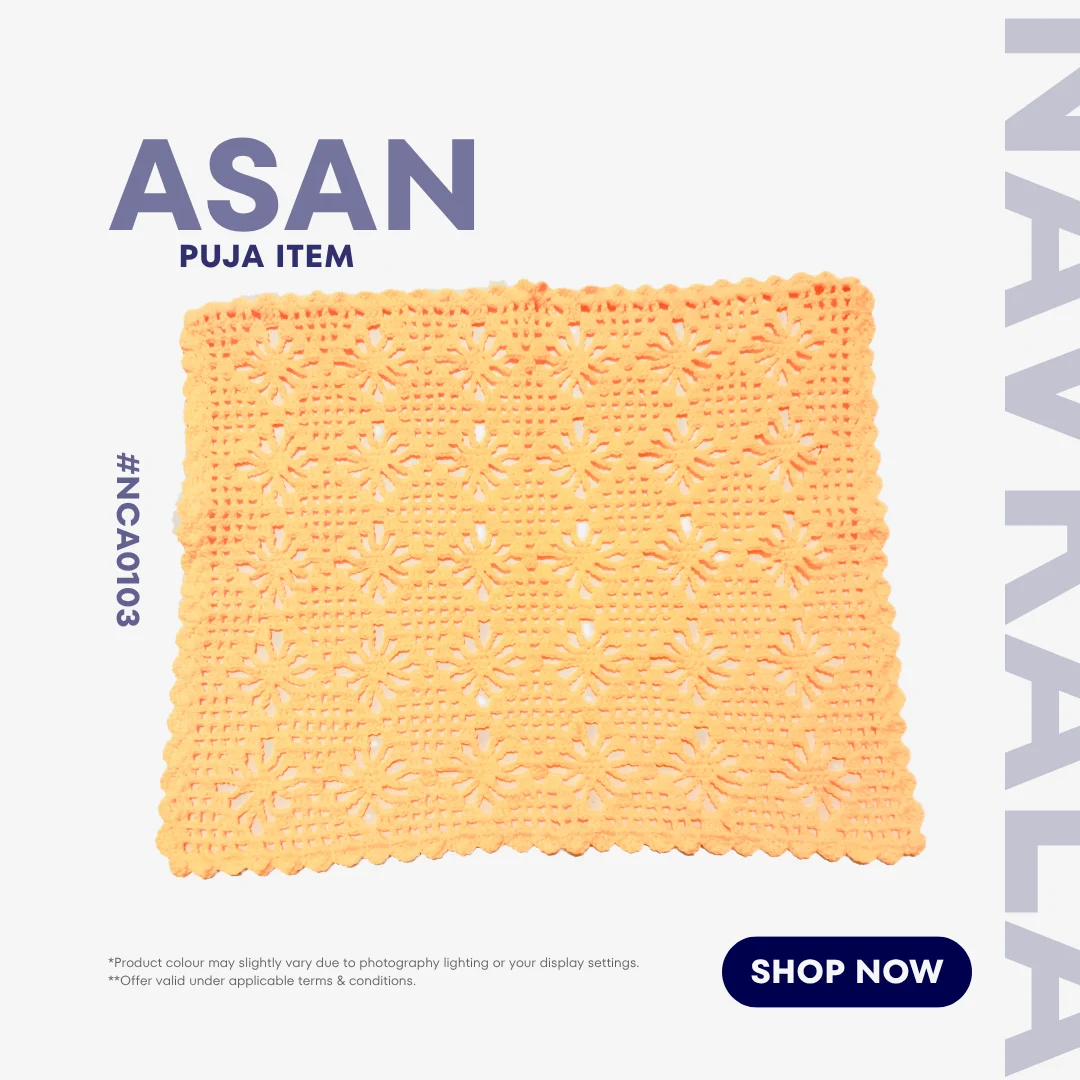 ASAN
PUJA ITEM
#NCA0103
*Product colour may slightly vary due to photography lighting or your display settings.
**Offer valid under applicable terms & conditions.
SHOP NOW
NAV KALA